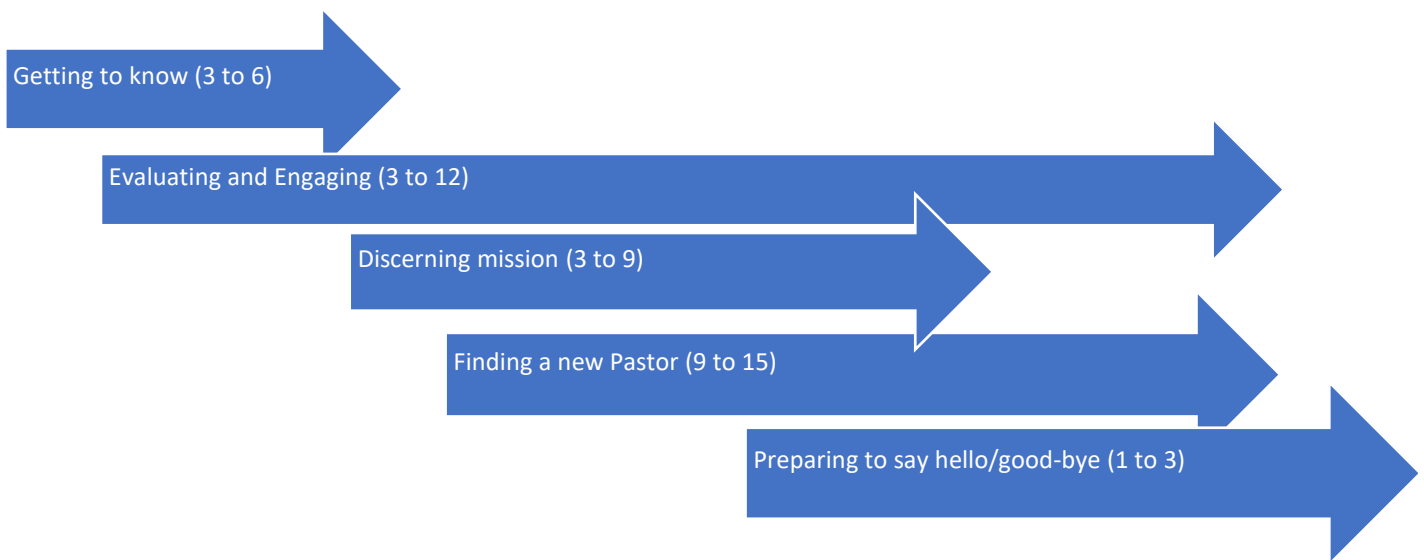 Getting to know (3 to 6)
Evaluating and Engaging (3 to 12)
Discerning mission (3 to 9)
Finding a new Pastor (9 to 15)
Preparing to say hello/good-bye (1 to 3)